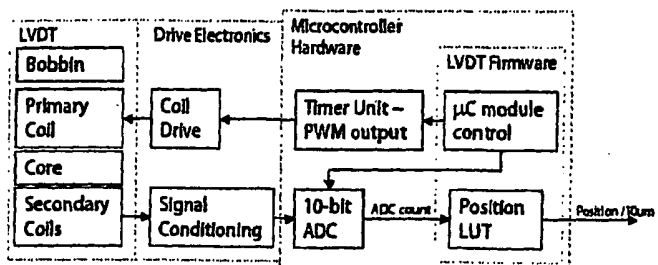 LVDT
Drive Electronics
Microcontroller
Hardware
LVDT Firmware
Bobbin
Primary
Coil
Coil
Drive
Timer Unit –
PWM output
µC module
control
Core
Secondary
Coils
Signal
Conditioning
10-bit
ADC
ADC count
Position
LUT
Position / 10um